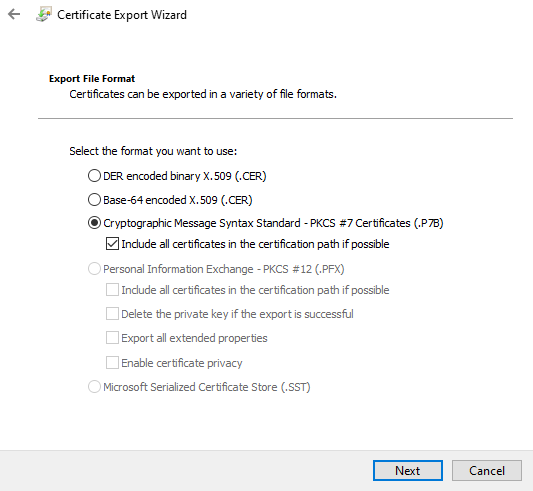 Certificate Export Wizard
Export File Format
Certificates can be exported in a variety of file formats.
Select the format you want to use:
DER encoded binary X.509 (.CER)
Base-64 encoded X.509 (.CER)
Cryptographic Message Syntax Standard - PKCS #7 Certificates (.P7B)
Include all certificates in the certification path if possible
Personal Information Exchange - PKCS #12 (.PFX)
Include all certificates in the certification path if possible
Delete the private key if the export is successful
Export all extended properties
Enable certificate privacy
Microsoft Serialized Certificate Store (.SST)
Next
Cancel